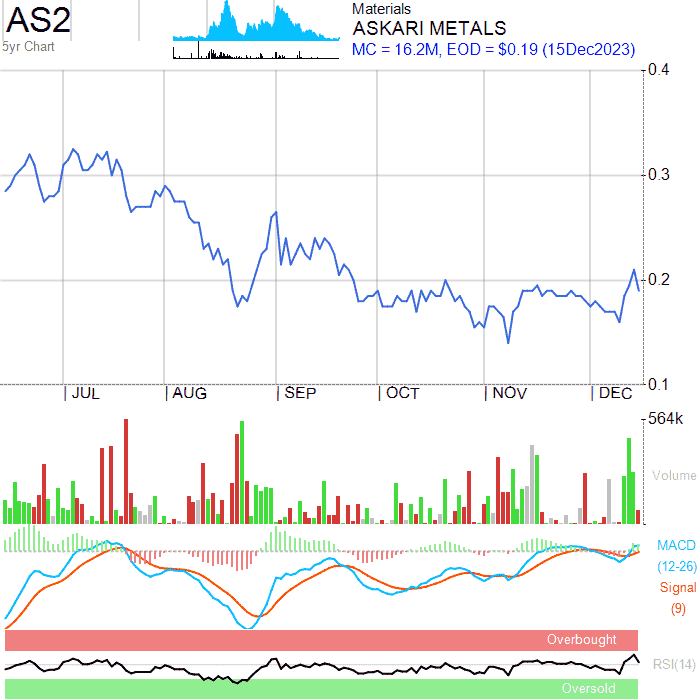 AS2
5yr Chart
Materials
ASKARI METALS
MC = 16.2M, EOD = $0.19 (15Dec2023)
0.4
0.3
0.2
0.1
JUL AUG SEP OCT NOV DEC
564k
Volume
MACD
(12-26)
Signal
(9)
Overbought
RSI(14)
Oversold